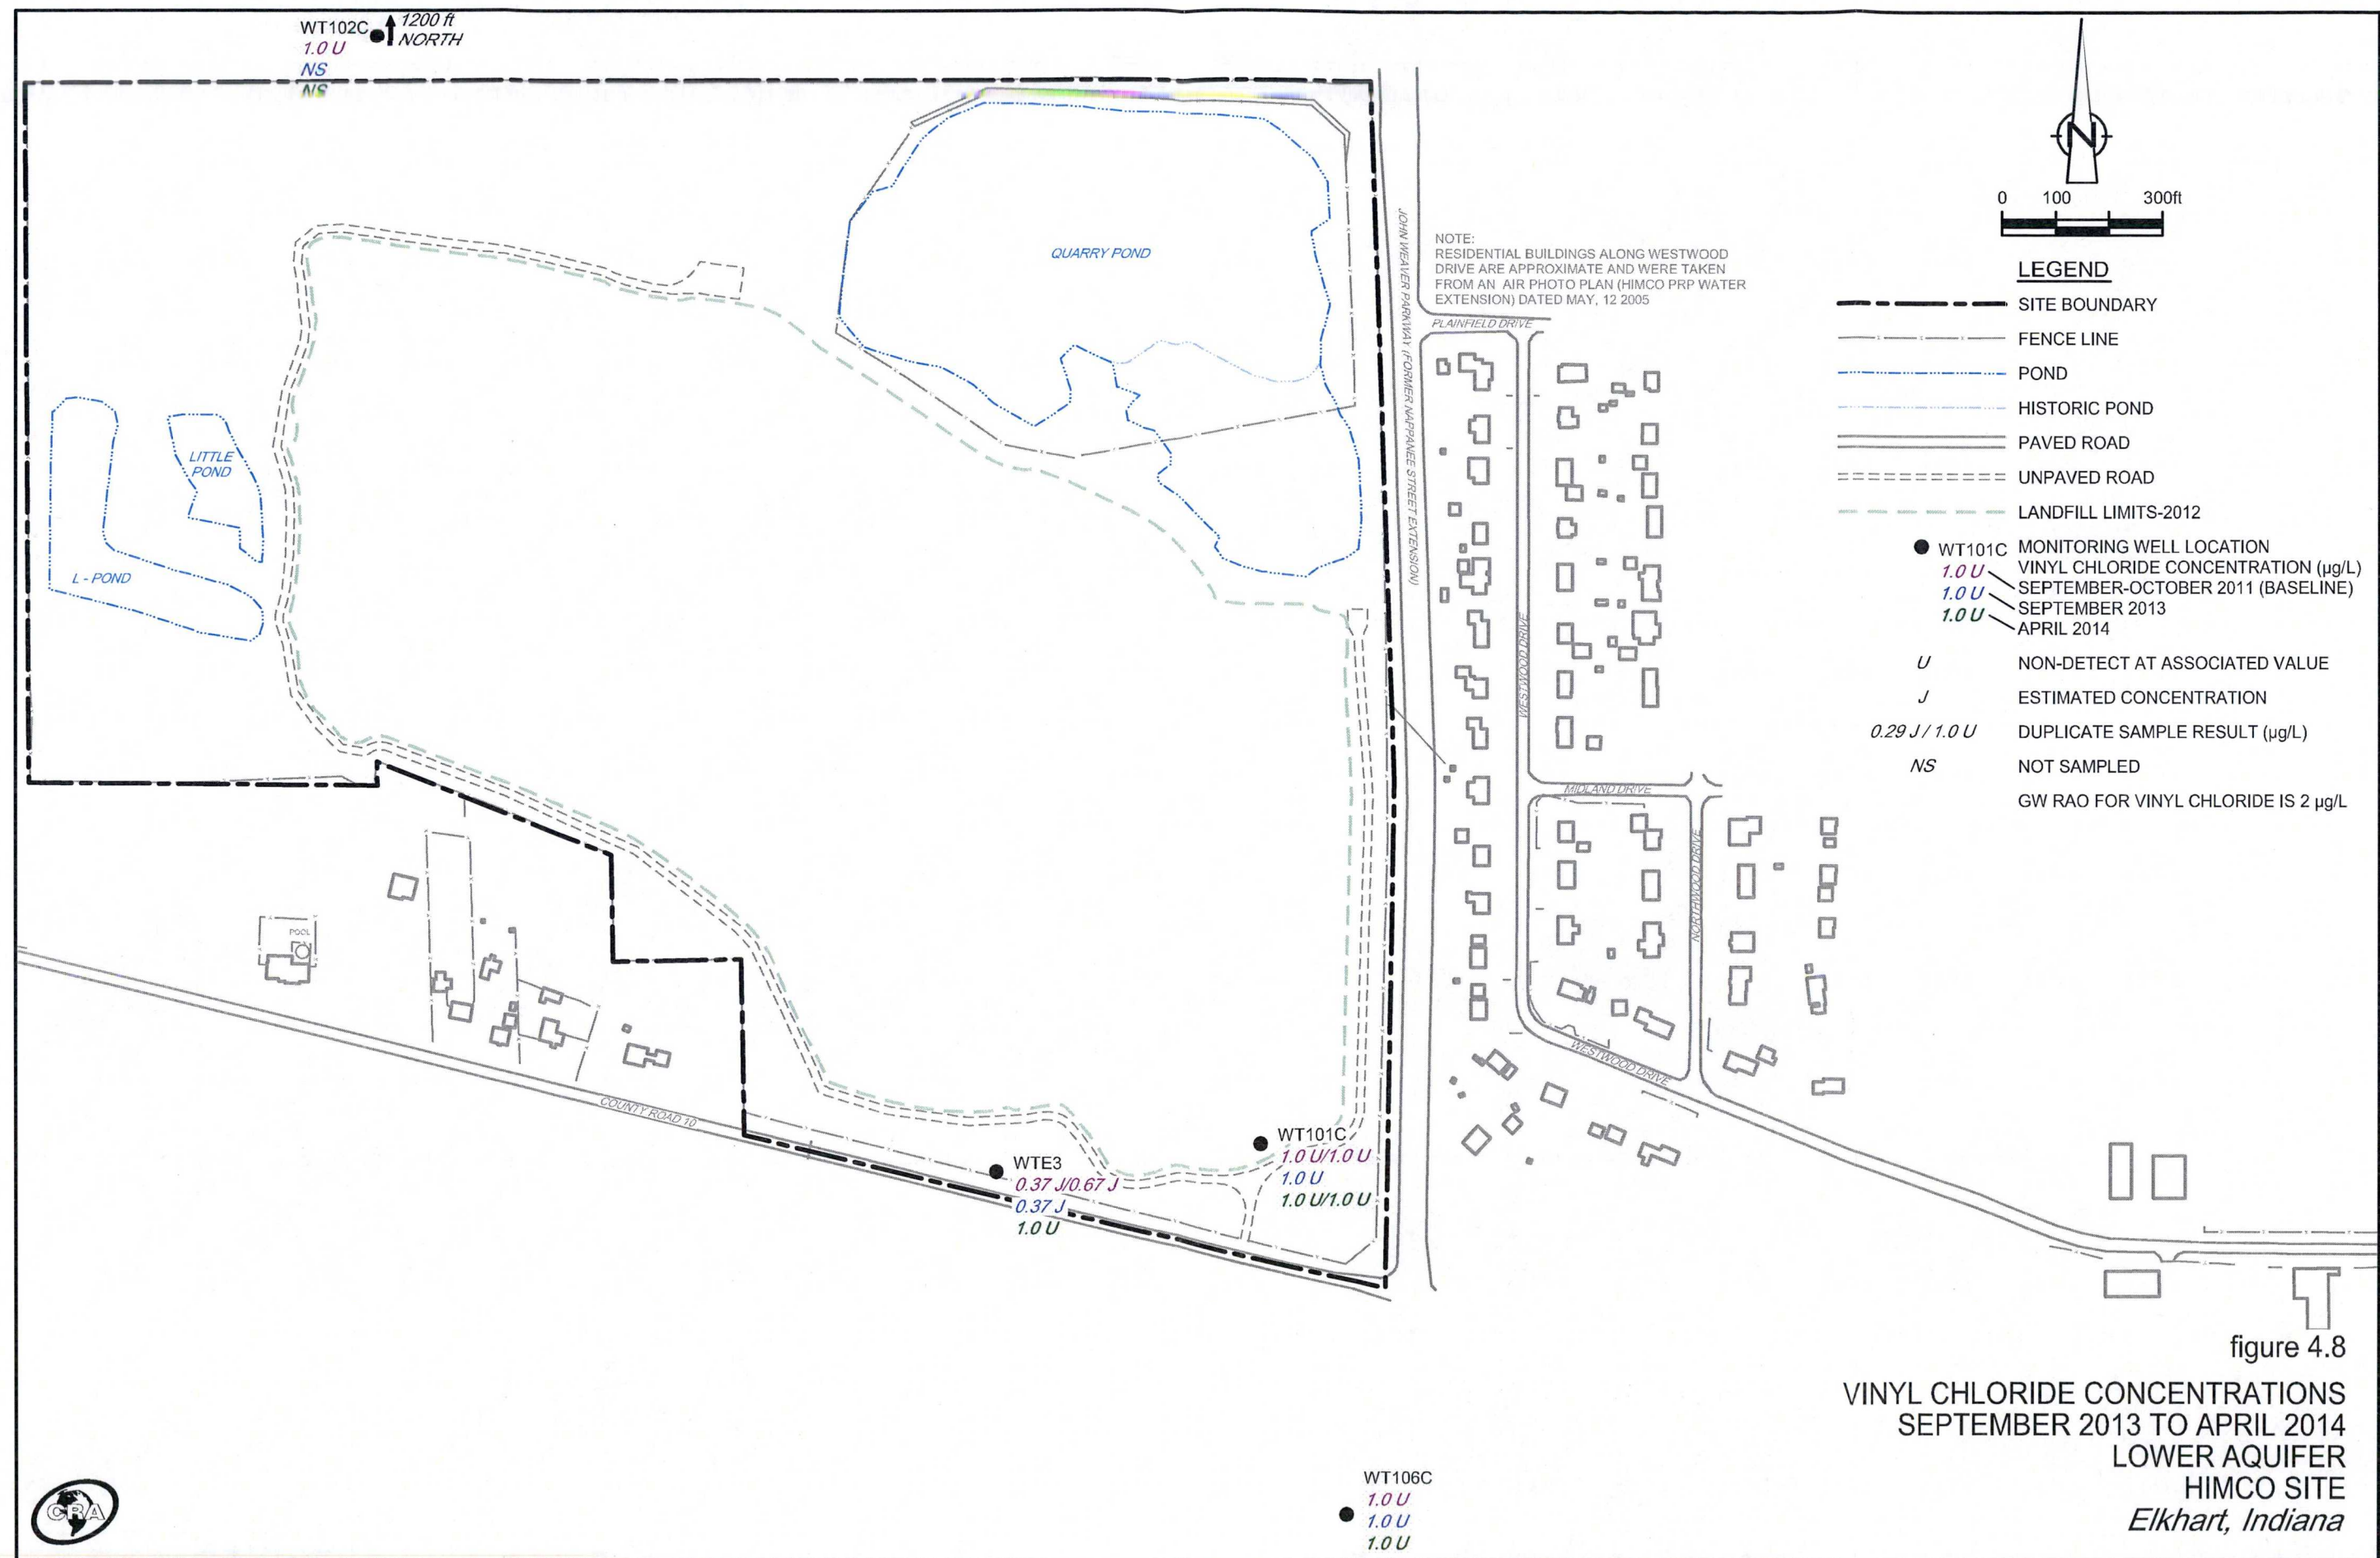 WT102C
1200 ft
NORTH
1.0 U
NS
NS
QUARRY POND
LITTLE
POND
L - POND
JOHN WEAVER PARKWAY (FORMER NAPPANEE STREET EXTENSION)
NOTE:
RESIDENTIAL BUILDINGS ALONG WESTWOOD
DRIVE ARE APPROXIMATE AND WERE TAKEN
FROM AN AIR PHOTO PLAN (HIMCO PRP WATER
EXTENSION) DATED MAY, 12 2005
PLAINFIELD DRIVE
WESTWOOD DRIVE
MIDLAND DRIVE
NORTHWOOD DRIVE
WESTWOOD DRIVE
POOL
COUNTY ROAD 10
WTE3
0.37 J/0.67 J
0.37 J
1.0 U
WT101C
1.0 U/1.0 U
1.0 U
1.0 U/1.0 U
WT106C
1.0 U
1.0 U
1.0 U
N
0 100 300ft
LEGEND
SITE BOUNDARY
FENCE LINE
POND
HISTORIC POND
PAVED ROAD
UNPAVED ROAD
LANDFILL LIMITS-2012
WT101C MONITORING WELL LOCATION
1.0 U VINYL CHLORIDE CONCENTRATION (µg/L)
1.0 U SEPTEMBER-OCTOBER 2011 (BASELINE)
1.0 U SEPTEMBER 2013
APRIL 2014
U NON-DETECT AT ASSOCIATED VALUE
J ESTIMATED CONCENTRATION
0.29 J / 1.0 U DUPLICATE SAMPLE RESULT (µg/L)
NS NOT SAMPLED
GW RAO FOR VINYL CHLORIDE IS 2 µg/L
figure 4.8
VINYL CHLORIDE CONCENTRATIONS
SEPTEMBER 2013 TO APRIL 2014
LOWER AQUIFER
HIMCO SITE
Elkhart, Indiana
CRA